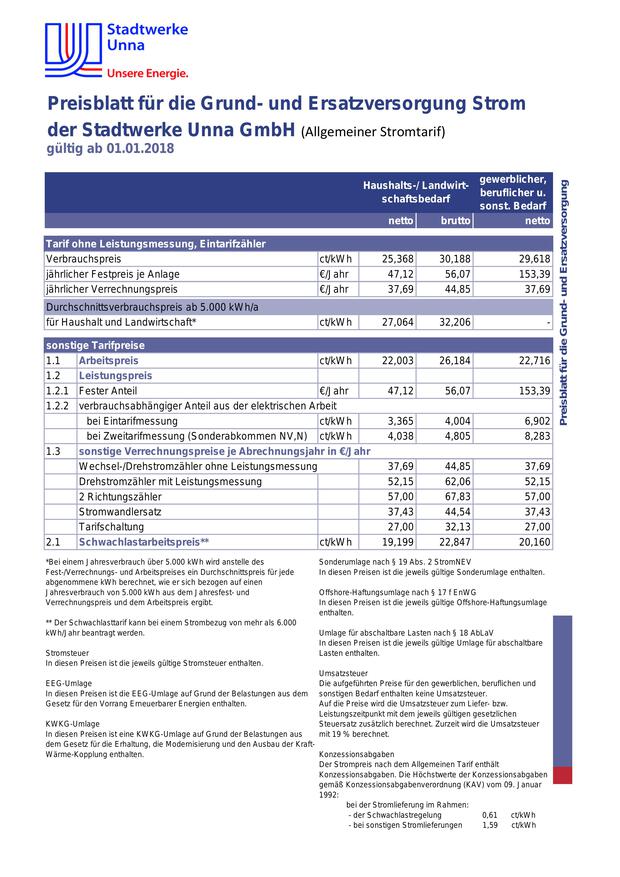 Stadtwerke
Unna
Unsere Energie.
Preisblatt für die Grund- und Ersatzversorgung Strom
der Stadtwerke Unna GmbH (Allgemeiner Stromtarif)
gültig ab 01.01.2018
Haushalts-/ Landwirt-
schaftsbedarf
gewerblicher,
beruflicher u.
sonst. Bedarf
netto brutto netto
Tarif ohne Leistungsmessung, Eintarifzähler
Verbrauchspreis ct/kWh 25,368 30,188 29,618
jährlicher Festpreis je Anlage €/Jahr 47,12 56,07 153,39
jährlicher Verrechnungspreis €/Jahr 37,69 44,85 37,69
Durchschnittsverbrauchspreis ab 5.000 kWh/a
für Haushalt und Landwirtschaft* ct/kWh 27,064 32,206 -
sonstige Tarifpreise
1.1 Arbeitspreis ct/kWh 22,003 26,184 22,716
1.2 Leistungspreis
1.2.1 Fester Anteil €/Jahr 47,12 56,07 153,39
1.2.2 verbrauchsabhängiger Anteil aus der elektrischen Arbeit
bei Eintarifmessung ct/kWh 3,365 4,004 6,902
bei Zweitarifmessung (Sonderabkommen NV,N) ct/kWh 4,038 4,805 8,283
1.3 sonstige Verrechnungspreise je Abrechnungsjahr in €/Jahr
Wechsel-/Drehstromzähler ohne Leistungsmessung 37,69 44,85 37,69
Drehstromzähler mit Leistungsmessung 52,15 62,06 52,15
2 Richtungszähler 57,00 67,83 57,00
Stromwandlersatz 37,43 44,54 37,43
Tarifschaltung 27,00 32,13 27,00
2.1 Schwachlastarbeitspreis** ct/kWh 19,199 22,847 20,160
Preisblatt für die Grund- und Ersatzversorgung
*Bei einem Jahresverbrauch über 5.000 kWh wird anstelle des
Fest-/Verrechnungs- und Arbeitspreises ein Durchschnittspreis für jede
abgenommene kWh berechnet, wie er sich bezogen auf einen
Jahresverbrauch von 5.000 kWh aus dem Jahresfest- und
Verrechnungspreis und dem Arbeitspreis ergibt.
** Der Schwachlasttarif kann bei einem Strombezug von mehr als 6.000
kWh/Jahr beantragt werden.
Stromsteuer
In diesen Preisen ist die jeweils gültige Stromsteuer enthalten.
EEG-Umlage
In diesen Preisen ist die EEG-Umlage auf Grund der Belastungen aus dem
Gesetz für den Vorrang Erneuerbarer Energien enthalten.
KWKG-Umlage
In diesen Preisen ist eine KWKG-Umlage auf Grund der Belastungen aus
dem Gesetz für die Erhaltung, die Modernisierung und den Ausbau der Kraft-
Wärme-Kopplung enthalten.
Sonderumlage nach § 19 Abs. 2 StromNEV
In diesen Preisen ist die jeweils gültige Sonderumlage enthalten.
Offshore-Haftungsumlage nach § 17 f EnWG
In diesen Preisen ist die jeweils gültige Offshore-Haftungsumlage
enthalten.
Umlage für abschaltbare Lasten nach § 18 AbLaV
In diesen Preisen ist die jeweils gültige Umlage für abschaltbare
Lasten enthalten.
Umsatzsteuer
Die aufgeführten Preise für den gewerblichen, beruflichen und
sonstigen Bedarf enthalten keine Umsatzsteuer.
Auf die Preise wird die Umsatzsteuer zum Liefer- bzw.
Leistungszeitpunkt mit dem jeweils gültigen gesetzlichen
Steuersatz zusätzlich berechnet. Zurzeit wird die Umsatzsteuer
mit 19 % berechnet.
Konzessionsabgaben
Der Strompreis nach dem Allgemeinen Tarif enthält
Konzessionsabgaben. Die Höchstwerte der Konzessionsabgaben
gemäß Konzessionsabgabenverordnung (KAV) vom 09. Januar
1992:
bei der Stromlieferung im Rahmen:
- der Schwachlastregelung 0,61 ct/kWh
- bei sonstigen Stromlieferungen 1,59 ct/kWh